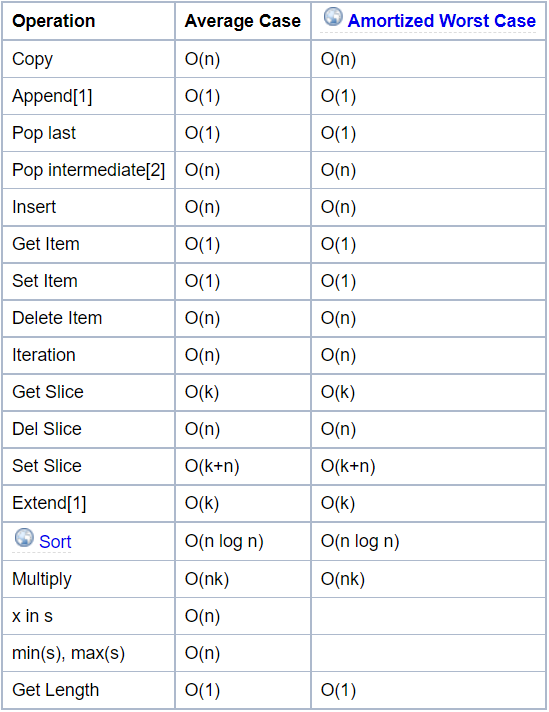 Operation Average Case Amortized Worst Case
Copy O(n) O(n)
Append[1] O(1) O(1)
Pop last O(1) O(1)
Pop intermediate[2] O(n) O(n)
Insert O(n) O(n)
Get Item O(1) O(1)
Set Item O(1) O(1)
Delete Item O(n) O(n)
Iteration O(n) O(n)
Get Slice O(k) O(k)
Del Slice O(n) O(n)
Set Slice O(k+n) O(k+n)
Extend[1] O(k) O(k)
Sort O(n log n) O(n log n)
Multiply O(nk) O(nk)
x in s O(n)
min(s), max(s) O(n)
Get Length O(1) O(1)